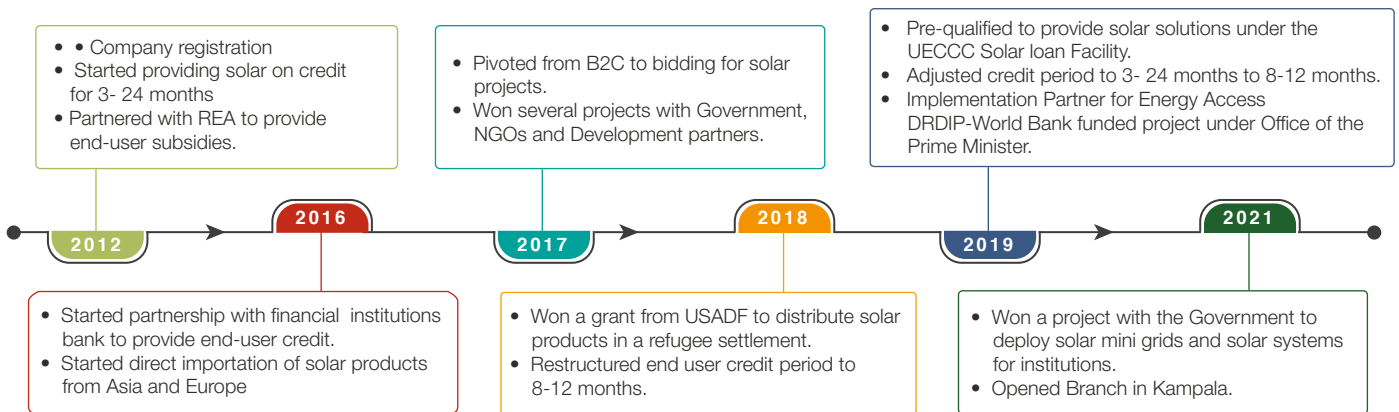 • • Company registration
• Started providing solar on credit
for 3- 24 months
• Partnered with REA to provide
end-user subsidies.
2012
2016
• Started partnership with financial institutions
bank to provide end-user credit.
• Started direct importation of solar products
from Asia and Europe
• Pivoted from B2C to bidding for solar
projects.
• Won several projects with Government,
NGOs and Development partners.
2017
2018
• Won a grant from USADF to distribute solar
products in a refugee settlement.
• Restructured end user credit period to
8-12 months.
• Pre-qualified to provide solar solutions under the
UECCC Solar loan Facility.
• Adjusted credit period to 3- 24 months to 8-12 months.
• Implementation Partner for Energy Access
DRDIP-World Bank funded project under Office of the
Prime Minister.
2019
2021
• Won a project with the Government to
deploy solar mini grids and solar systems
for institutions.
• Opened Branch in Kampala.